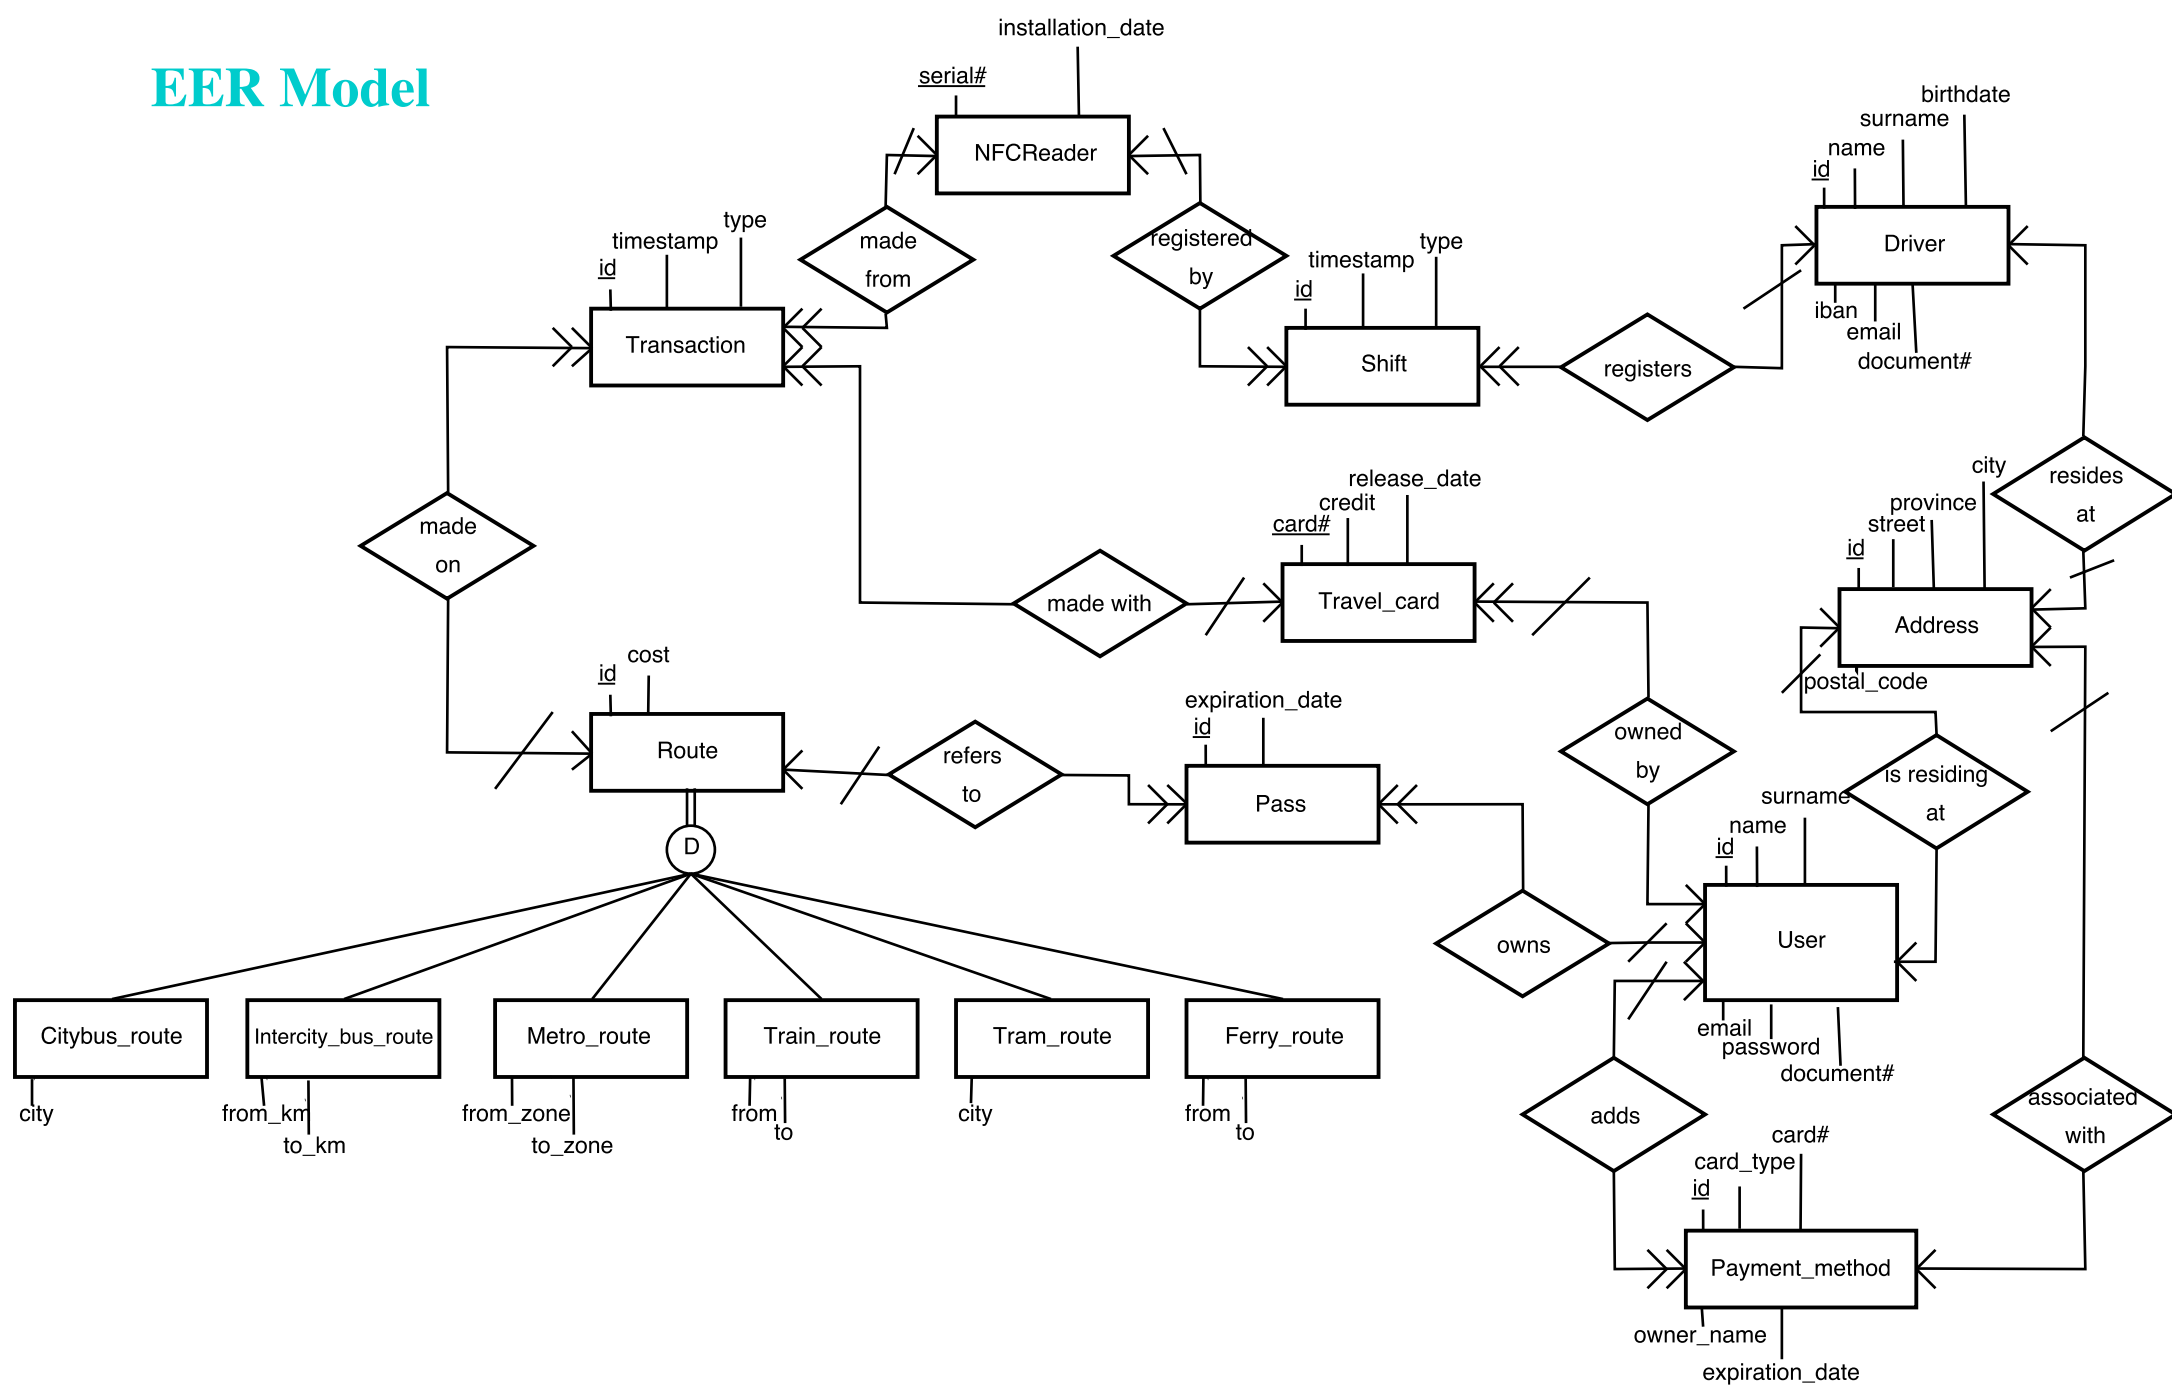 EER Model
installation_date
serial#
NFCReader
made
from
registered
by
birthdate
surname
name
id
Driver
iban
email
document#
type
timestamp
id
Transaction
type
timestamp
id
Shift
registers
resides
at
made
on
made with
release_date
credit
card#
Travel_card
city
province
street
id
Address
postal_code
cost
id
Route
refers
to
expiration_date
id
Pass
owned
by
is residing
at
surname
name
id
User
email
password
document#
owns
D
Citybus_route
city
Intercity_bus_route
from_km
to_km
Metro_route
from_zone
to_zone
Train_route
from
to
Tram_route
city
Ferry_route
from
to
adds
associated
with
card#
card_type
id
Payment_method
owner_name
expiration_date